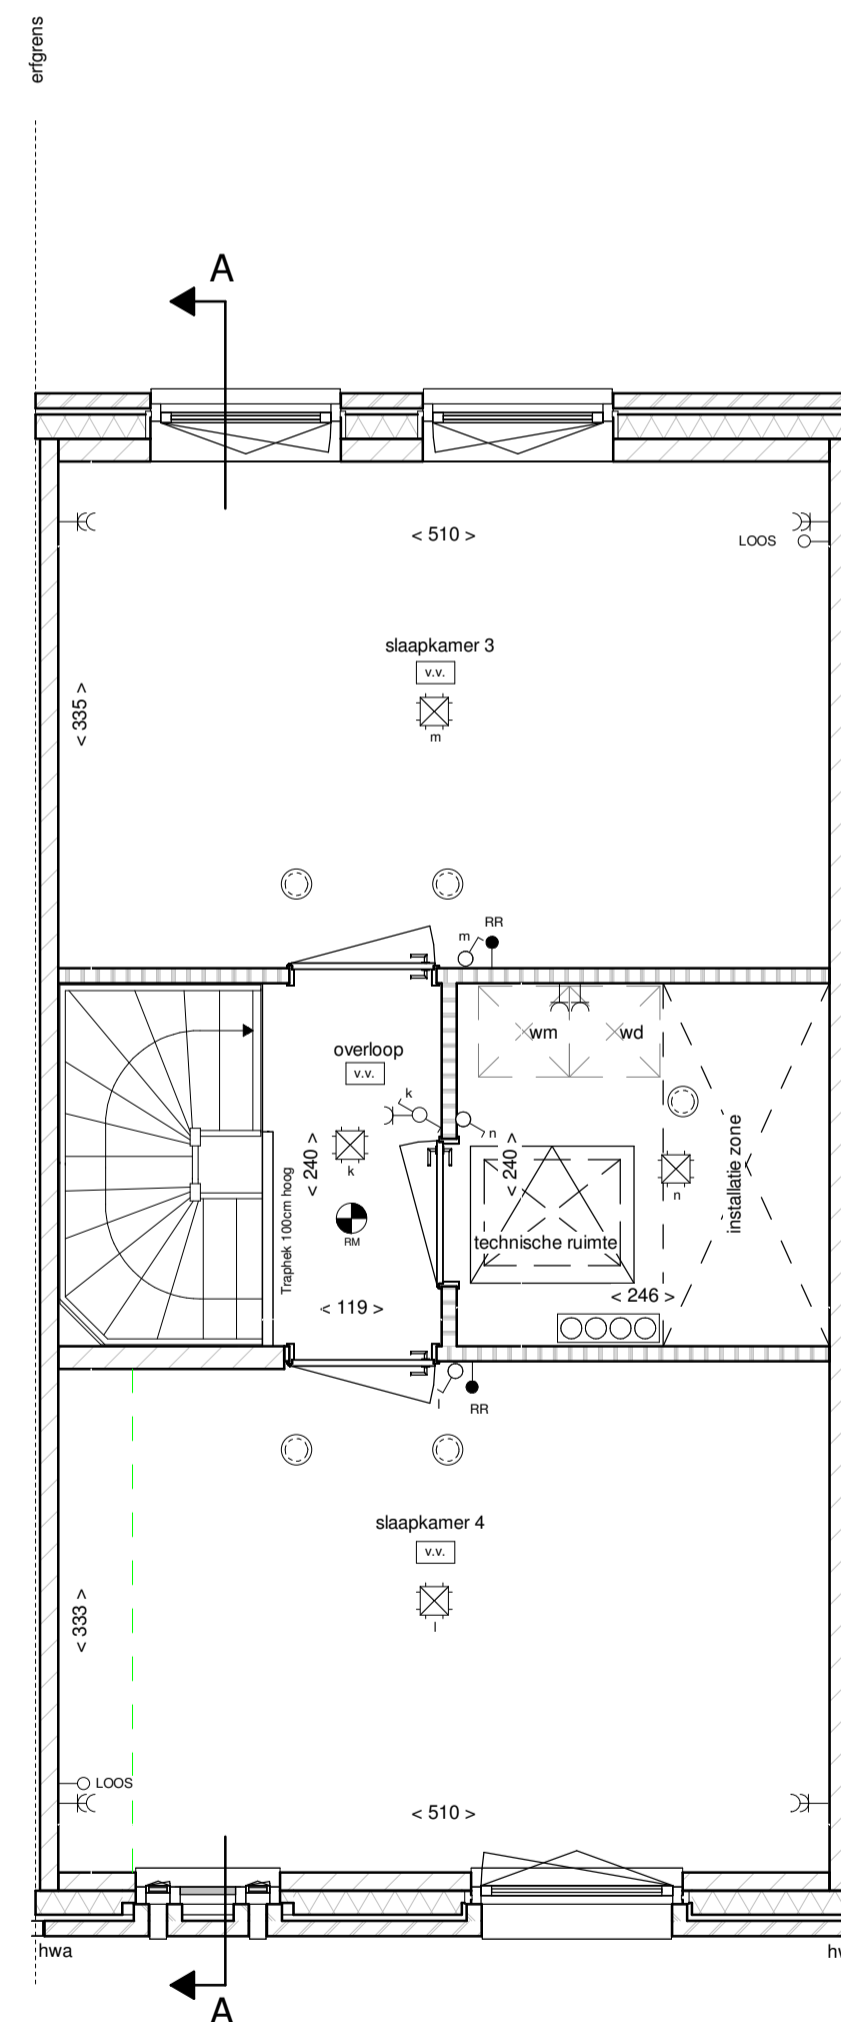 erfgrens
A
< 510 >
LOOS
slaapkamer 3
v.v.
m
< 335 >
m
RR
overloop
v.v.
k
n
wm
wd
k
RM
< 240 >
Traphek 100cm hoog
< 119 >
< 240 >
technische ruimte
n
installatie zone
< 246 >
l
RR
slaapkamer 4
v.v.
l
< 333 >
LOOS
< 510 >
hwa
A